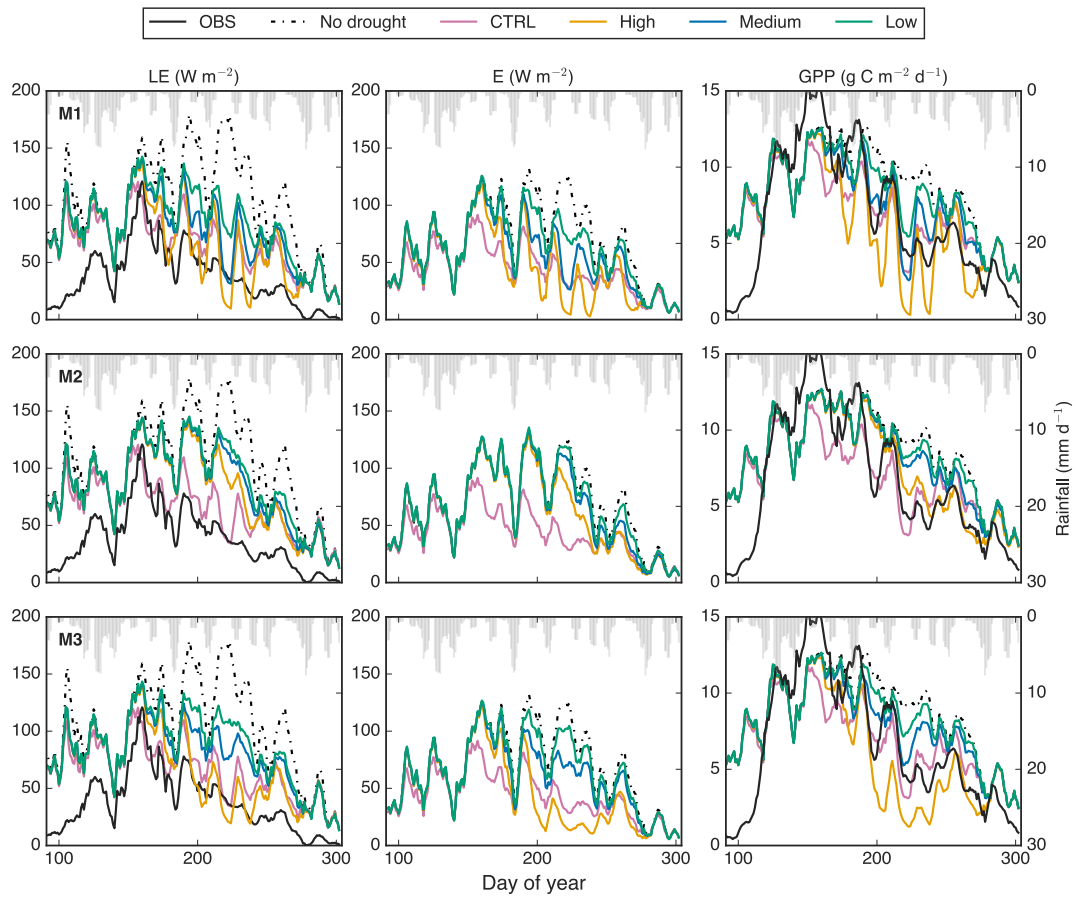 OBS No drought CTRL High Medium Low
LE (W m⁻²) E (W m⁻²) GPP (g C m⁻² d⁻¹)
200 200 15 0
M1
150 150
10 10
100 100
5 20
50 50
0 0 0 30
200 200 15 0
M2
150 150
10 10
100 100
5 20
50 50
0 0 0 30
Rainfall (mm d⁻¹)
200 200 15 0
M3
150 150
10 10
100 100
5 20
50 50
0 0 0 30
100 200 300 100 200 300 100 200 300
Day of year